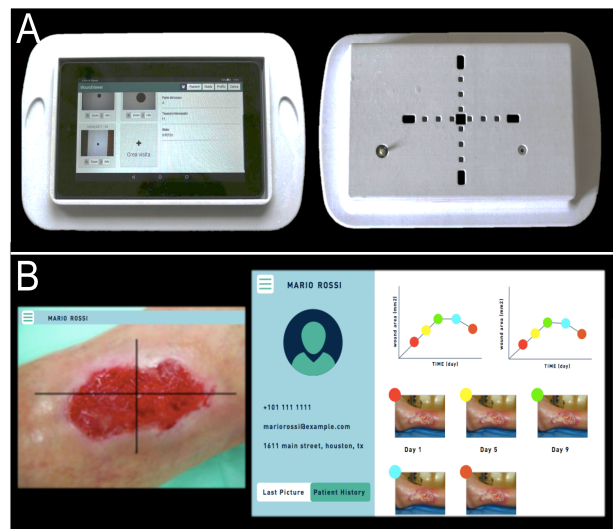 A
Crea visita
B
MARIO ROSSI
MARIO ROSSI
+101 111 1111
mariorossi@example.com
1611 main street, houston, tx
Last Picture
Patient History
wound area (mm2)
TIME (day)
wound area (mm2)
TIME (day)
Day 1
Day 5
Day 9